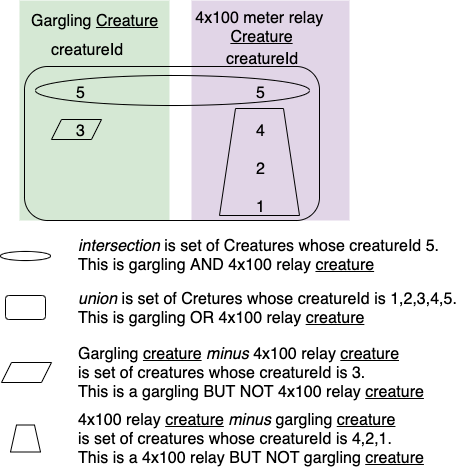 Gargling Creature
creatureId
4x100 meter relay
Creature
creatureId
5 5
3 4
2
1
intersection is set of Creatures whose creatureId 5.
This is gargling AND 4x100 relay creature
union is set of Cretures whose creatureId is 1,2,3,4,5.
This is gargling OR 4x100 relay creature
Gargling creature minus 4x100 relay creature
is set of creatures whose creatureId is 3.
This is a gargling BUT NOT 4x100 relay creature
4x100 relay creature minus gargling creature
is set of creatures whose creatureId is 4,2,1.
This is a 4x100 relay BUT NOT gargling creature